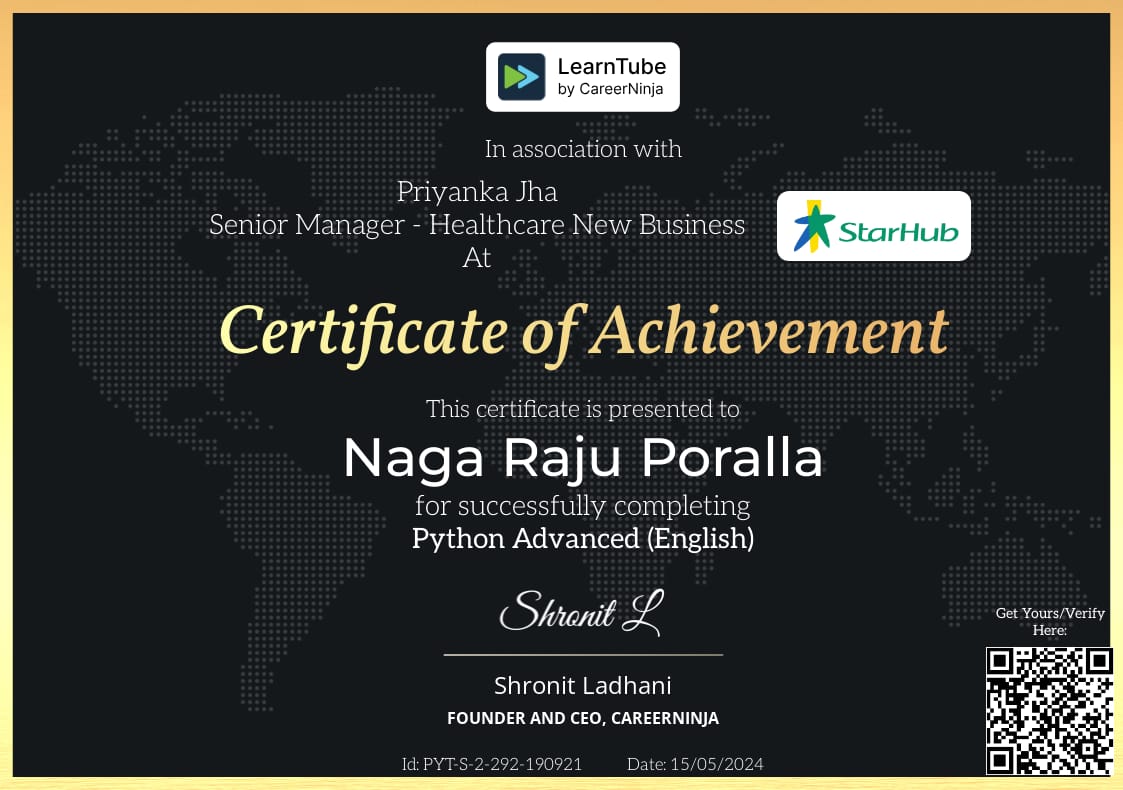 LearnTube
by CareerNinja
In association with
Priyanka Jha
Senior Manager - Healthcare New Business
At
StarHub
Certificate of Achievement
This certificate is presented to
Naga Raju Poralla
for successfully completing
Python Advanced (English)
Shronit L
Shronit Ladhani
FOUNDER AND CEO, CAREERNINJA
Get Yours/Verify
Here:
Id: PYT-S-2-292-190921 Date: 15/05/2024